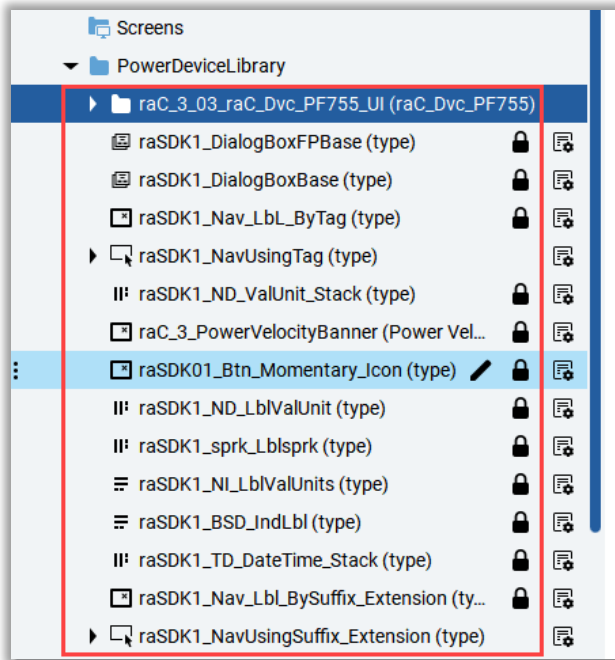 Screens
PowerDeviceLibrary
raC_3_03_raC_Dvc_PF755_UI (raC_Dvc_PF755)
raSDK1_DialogBoxFPBase (type)
raSDK1_DialogBoxBase (type)
raSDK1_Nav_LbL_ByTag (type)
raSDK1_NavUsingTag (type)
raSDK1_ND_ValUnit_Stack (type)
raC_3_PowerVelocityBanner (Power Vel...
raSDK01_Btn_Momentary_Icon (type)
raSDK1_ND_LblValUnit (type)
raSDK1_sprk_Lblsprk (type)
raSDK1_NI_LblValUnits (type)
raSDK1_BSD_IndLbl (type)
raSDK1_TD_DateTime_Stack (type)
raSDK1_Nav_Lbl_BySuffix_Extension (ty...
raSDK1_NavUsingSuffix_Extension (type)